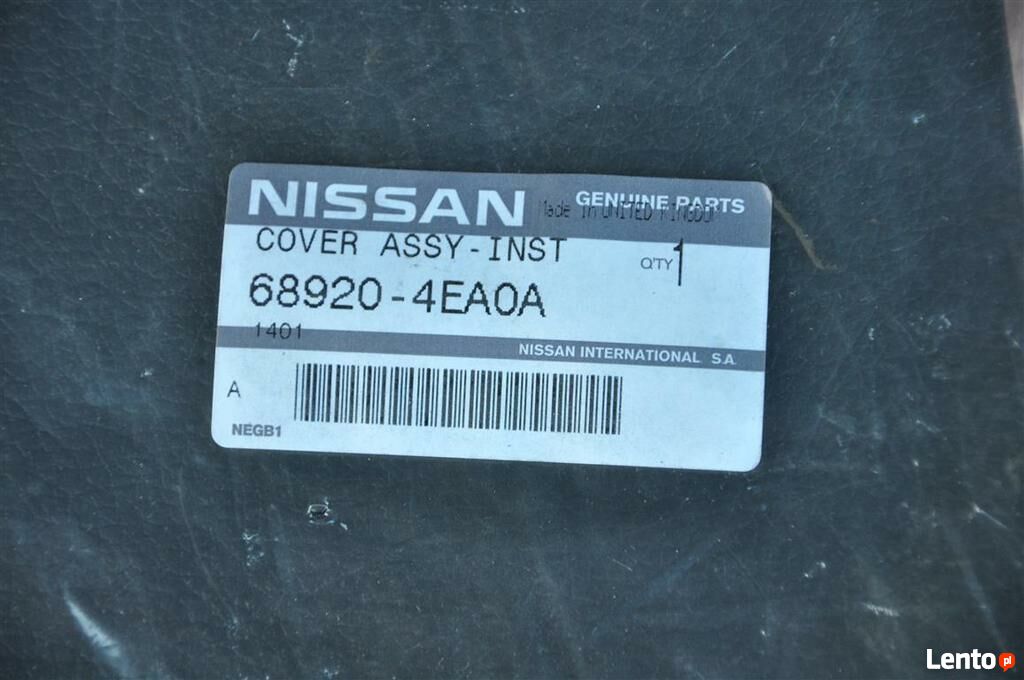 NISSAN GENUINE PARTS
Made in UNITED KINGDOM
COVER ASSY-INST
Q'TY 1
68920-4EA0A
1401
NISSAN INTERNATIONAL S.A.
A
NEGB1
Lento.pl